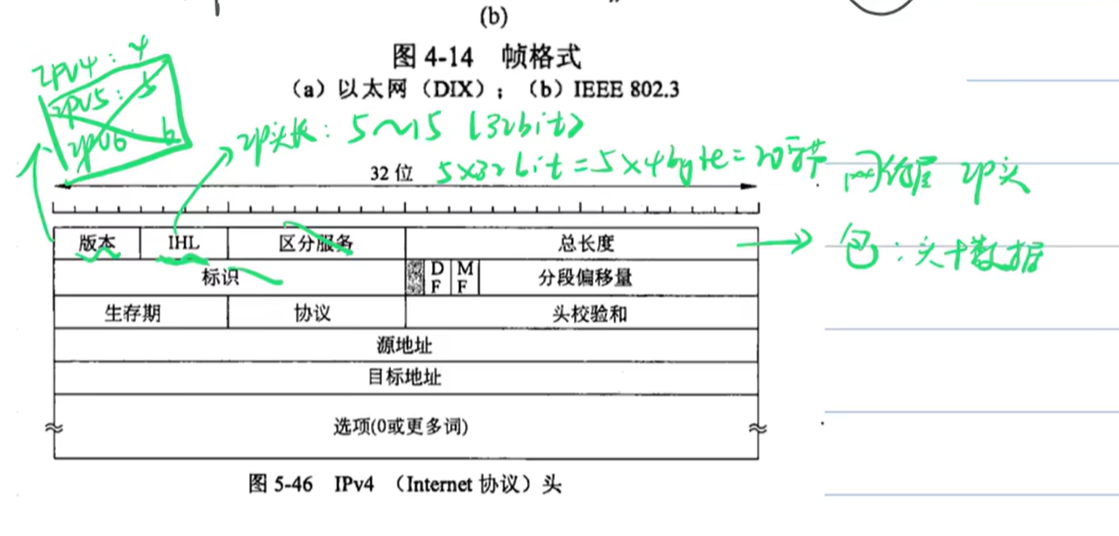 (b)
图 4-14 帧格式
(a) 以太网 (DIX) ; (b) IEEE 802.3
IPV4: 4
IPV5: 5
IPV6: 6
IP头长: 5~15 (32bit)
5×32bit=5×4byte=20字节
网络层 IP头
32 位
版本 IHL 区分服务 总长度
包:头+数据
标识 DF MF 分段偏移量
生存期 协议 头校验和
源地址
目标地址
选项(0或更多词)
图 5-46 IPv4 (Internet 协议) 头